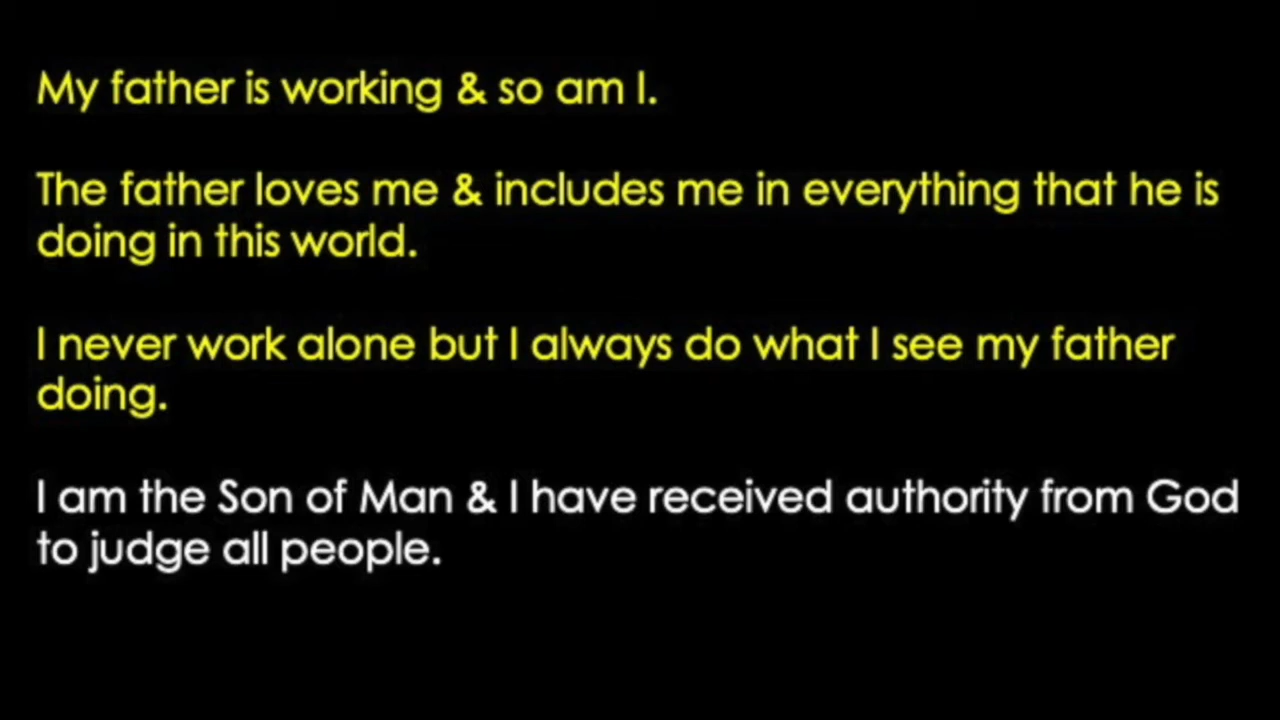 My father is working & so am I.
The father loves me & includes me in everything that he is
doing in this world.
I never work alone but I always do what I see my father
doing.
I am the Son of Man & I have received authority from God
to judge all people.